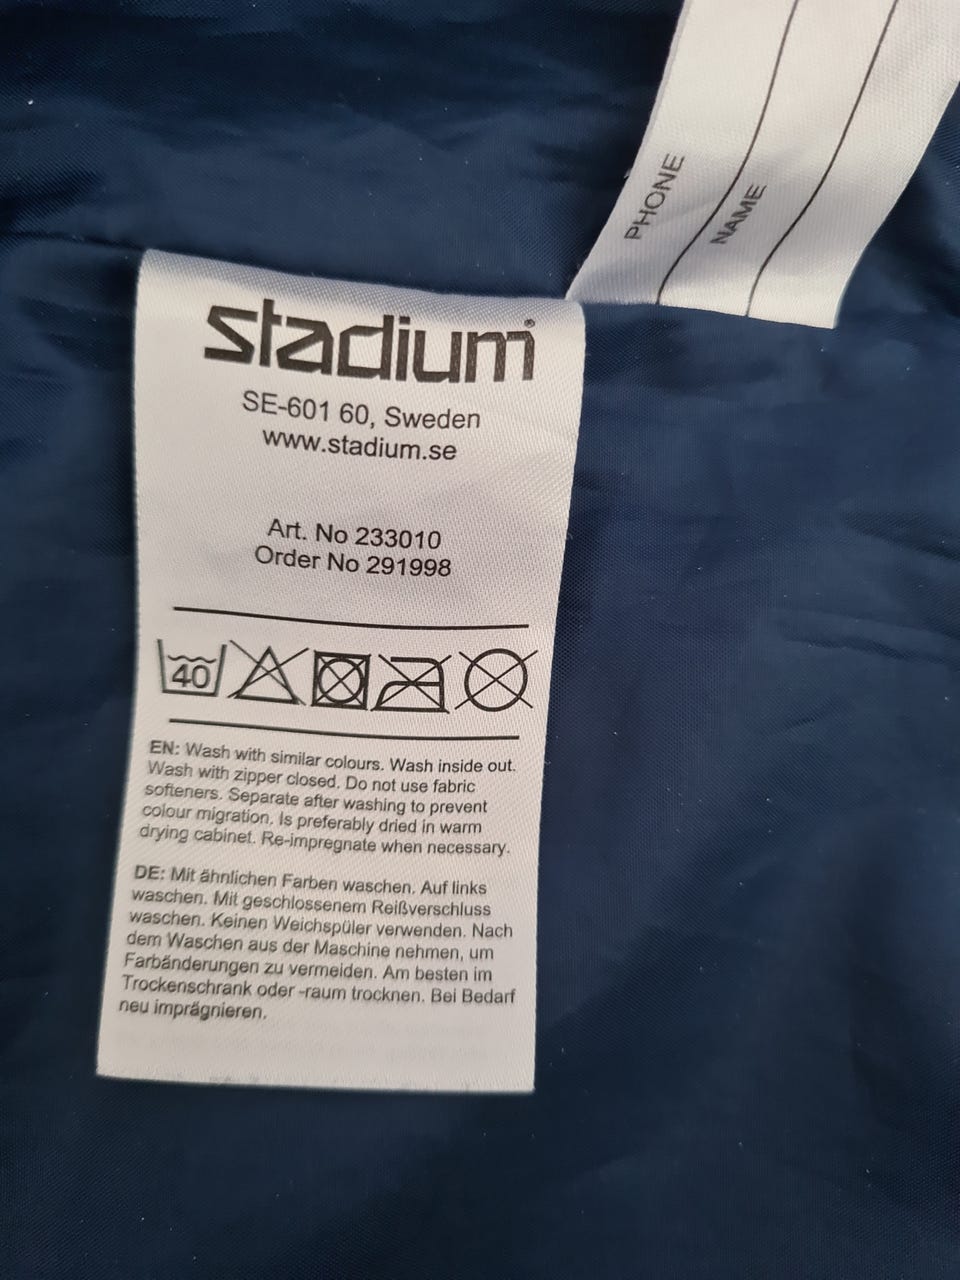 PHONE
NAME
stadium®
SE-601 60, Sweden
www.stadium.se
Art. No 233010
Order No 291998
40
EN: Wash with similar colours. Wash inside out.
Wash with zipper closed. Do not use fabric
softeners. Separate after washing to prevent
colour migration. Is preferably dried in warm
drying cabinet. Re-impregnate when necessary.
DE: Mit ähnlichen Farben waschen. Auf links
waschen. Mit geschlossenem Reißverschluss
waschen. Keinen Weichspüler verwenden. Nach
dem Waschen aus der Maschine nehmen, um
Farbänderungen zu vermeiden. Am besten im
Trockenschrank oder -raum trocknen. Bei Bedarf
neu imprägnieren.